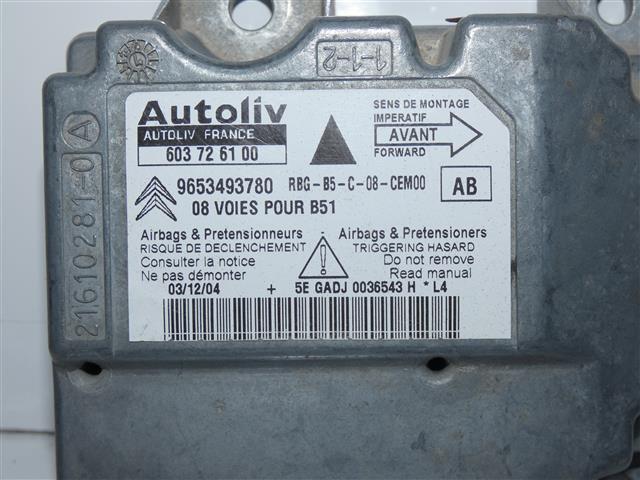 1-1-2
Autoliv
AUTOLIV FRANCE
603 72 61 00
SENS DE MONTAGE
IMPERATIF
AVANT
FORWARD
9653493780 RBG-B5-C-08-CEM00
AB
08 VOIES POUR B51
Airbags & Pretensionneurs
RISQUE DE DECLENCHEMENT
Consulter la notice
Ne pas démonter
Airbags & Pretensioners
TRIGGERING HASARD
Do not remove
Read manual
03/12/04 + 5E GADJ 0036543 H * L4
21610281-0 A